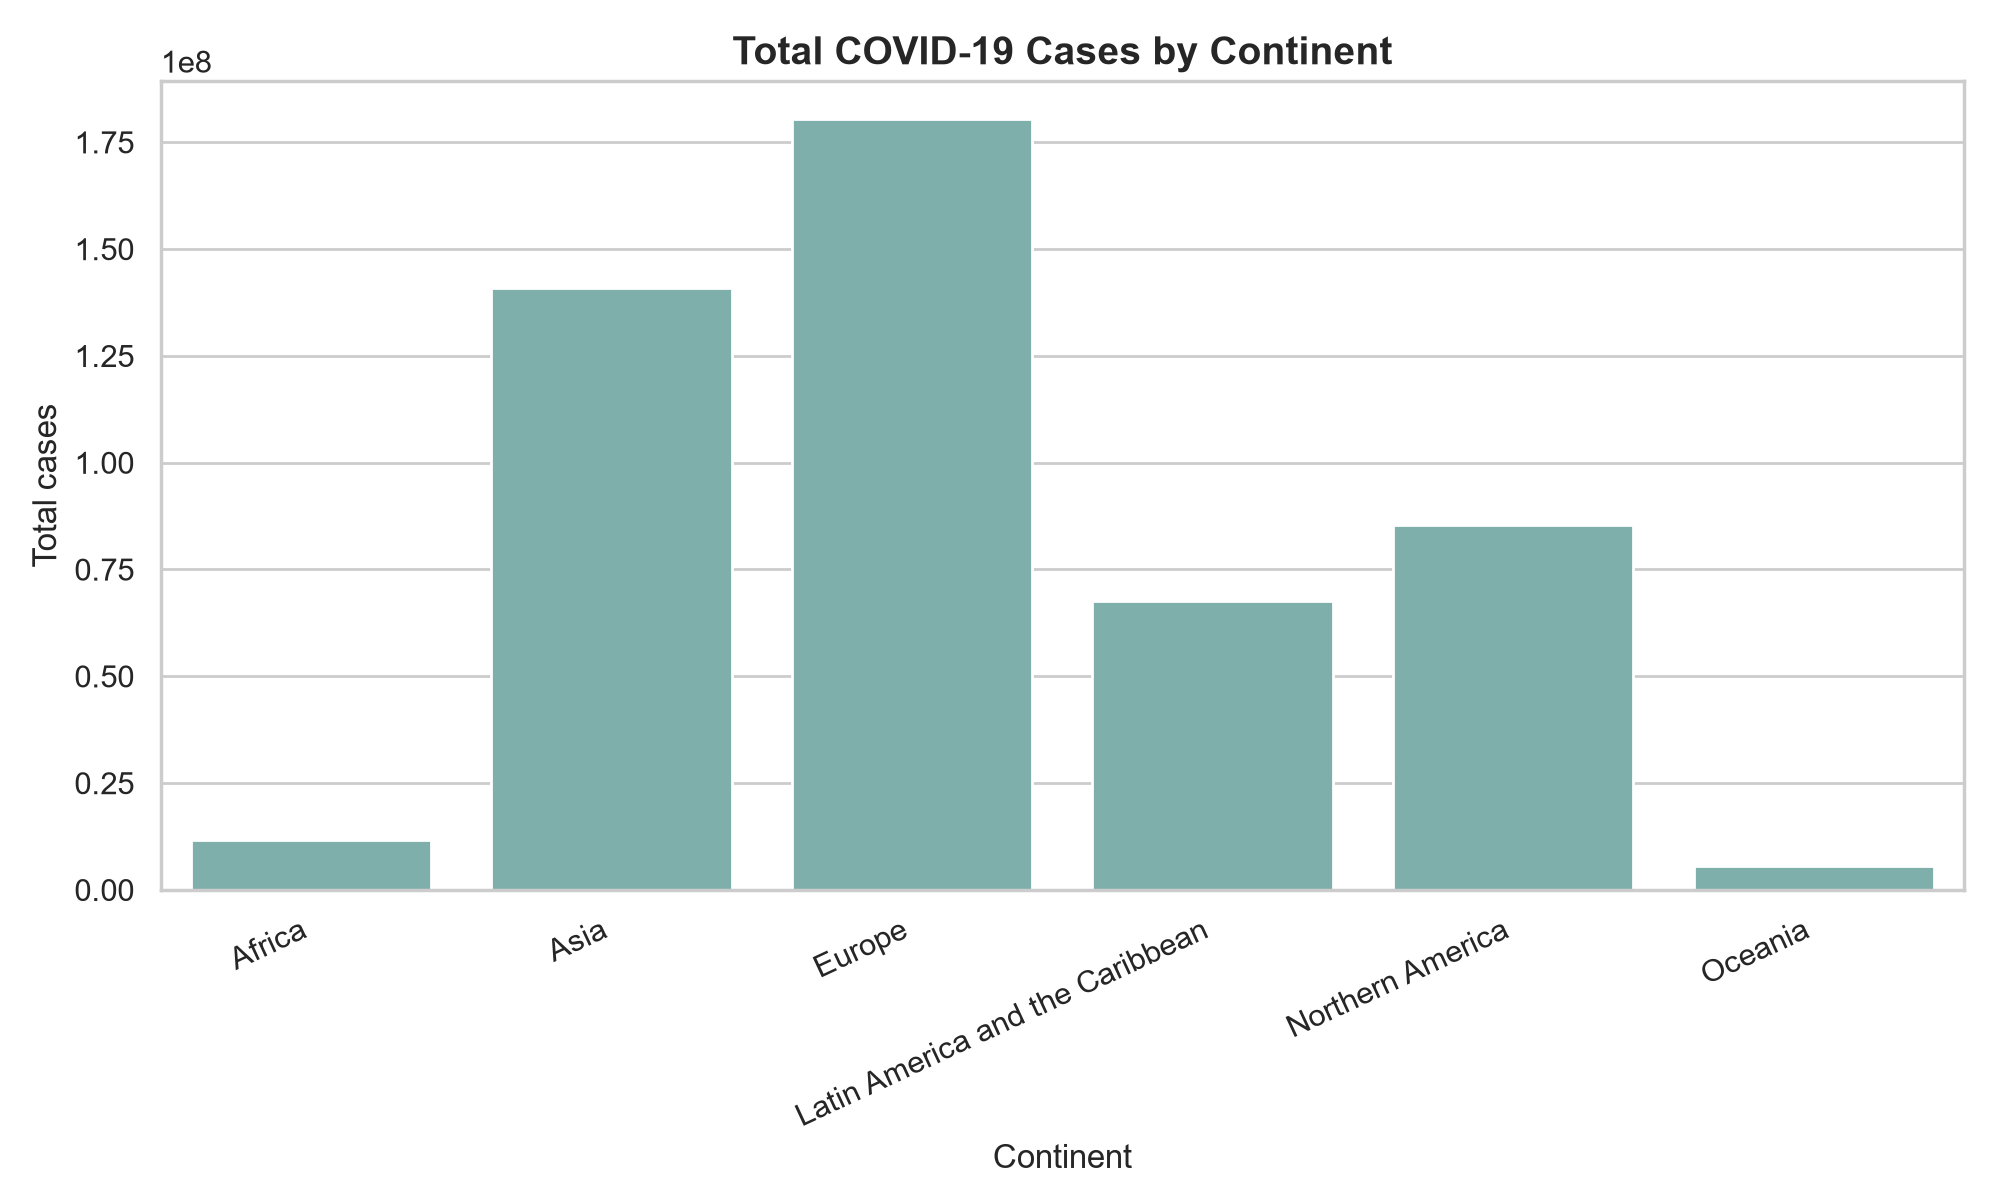 Total COVID-19 Cases by Continent
1e8
1.75
1.50
1.25
1.00
0.75
0.50
0.25
0.00
Total cases
Africa
Asia
Europe
Latin America and the Caribbean
Northern America
Oceania
Continent